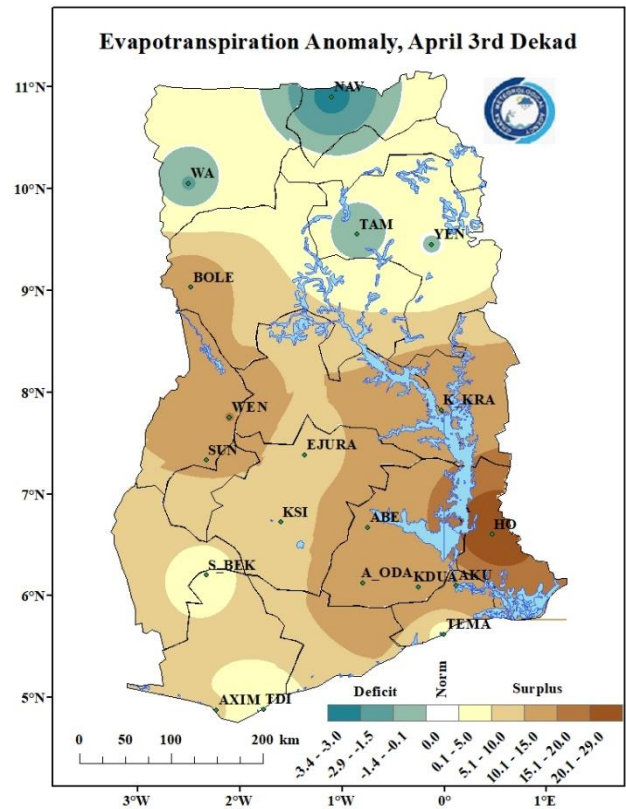 Evapotranspiration Anomaly, April 3rd Dekad
11°N
NAV
GHANA METEOROLOGICAL AGENCY
10°N
WA
TAM
YEN
BOLE
9°N
8°N
WEN
K_KRA
SUN
EJURA
7°N
KSI
ABE
HO
S_BEK
A_ODA
KDUA
AKU
6°N
TEMA
5°N
AXIM
TDI
Deficit
Norm
Surplus
-3.4 - -3.0
-2.9 - -1.5
-1.4 - -0.1
0.0
0.1 - 5.0
5.1 - 10.0
10.1 - 15.0
15.1 - 20.0
20.1 - 29.0
0 50 100 200 km
3°W 2°W 1°W 0° 1°E